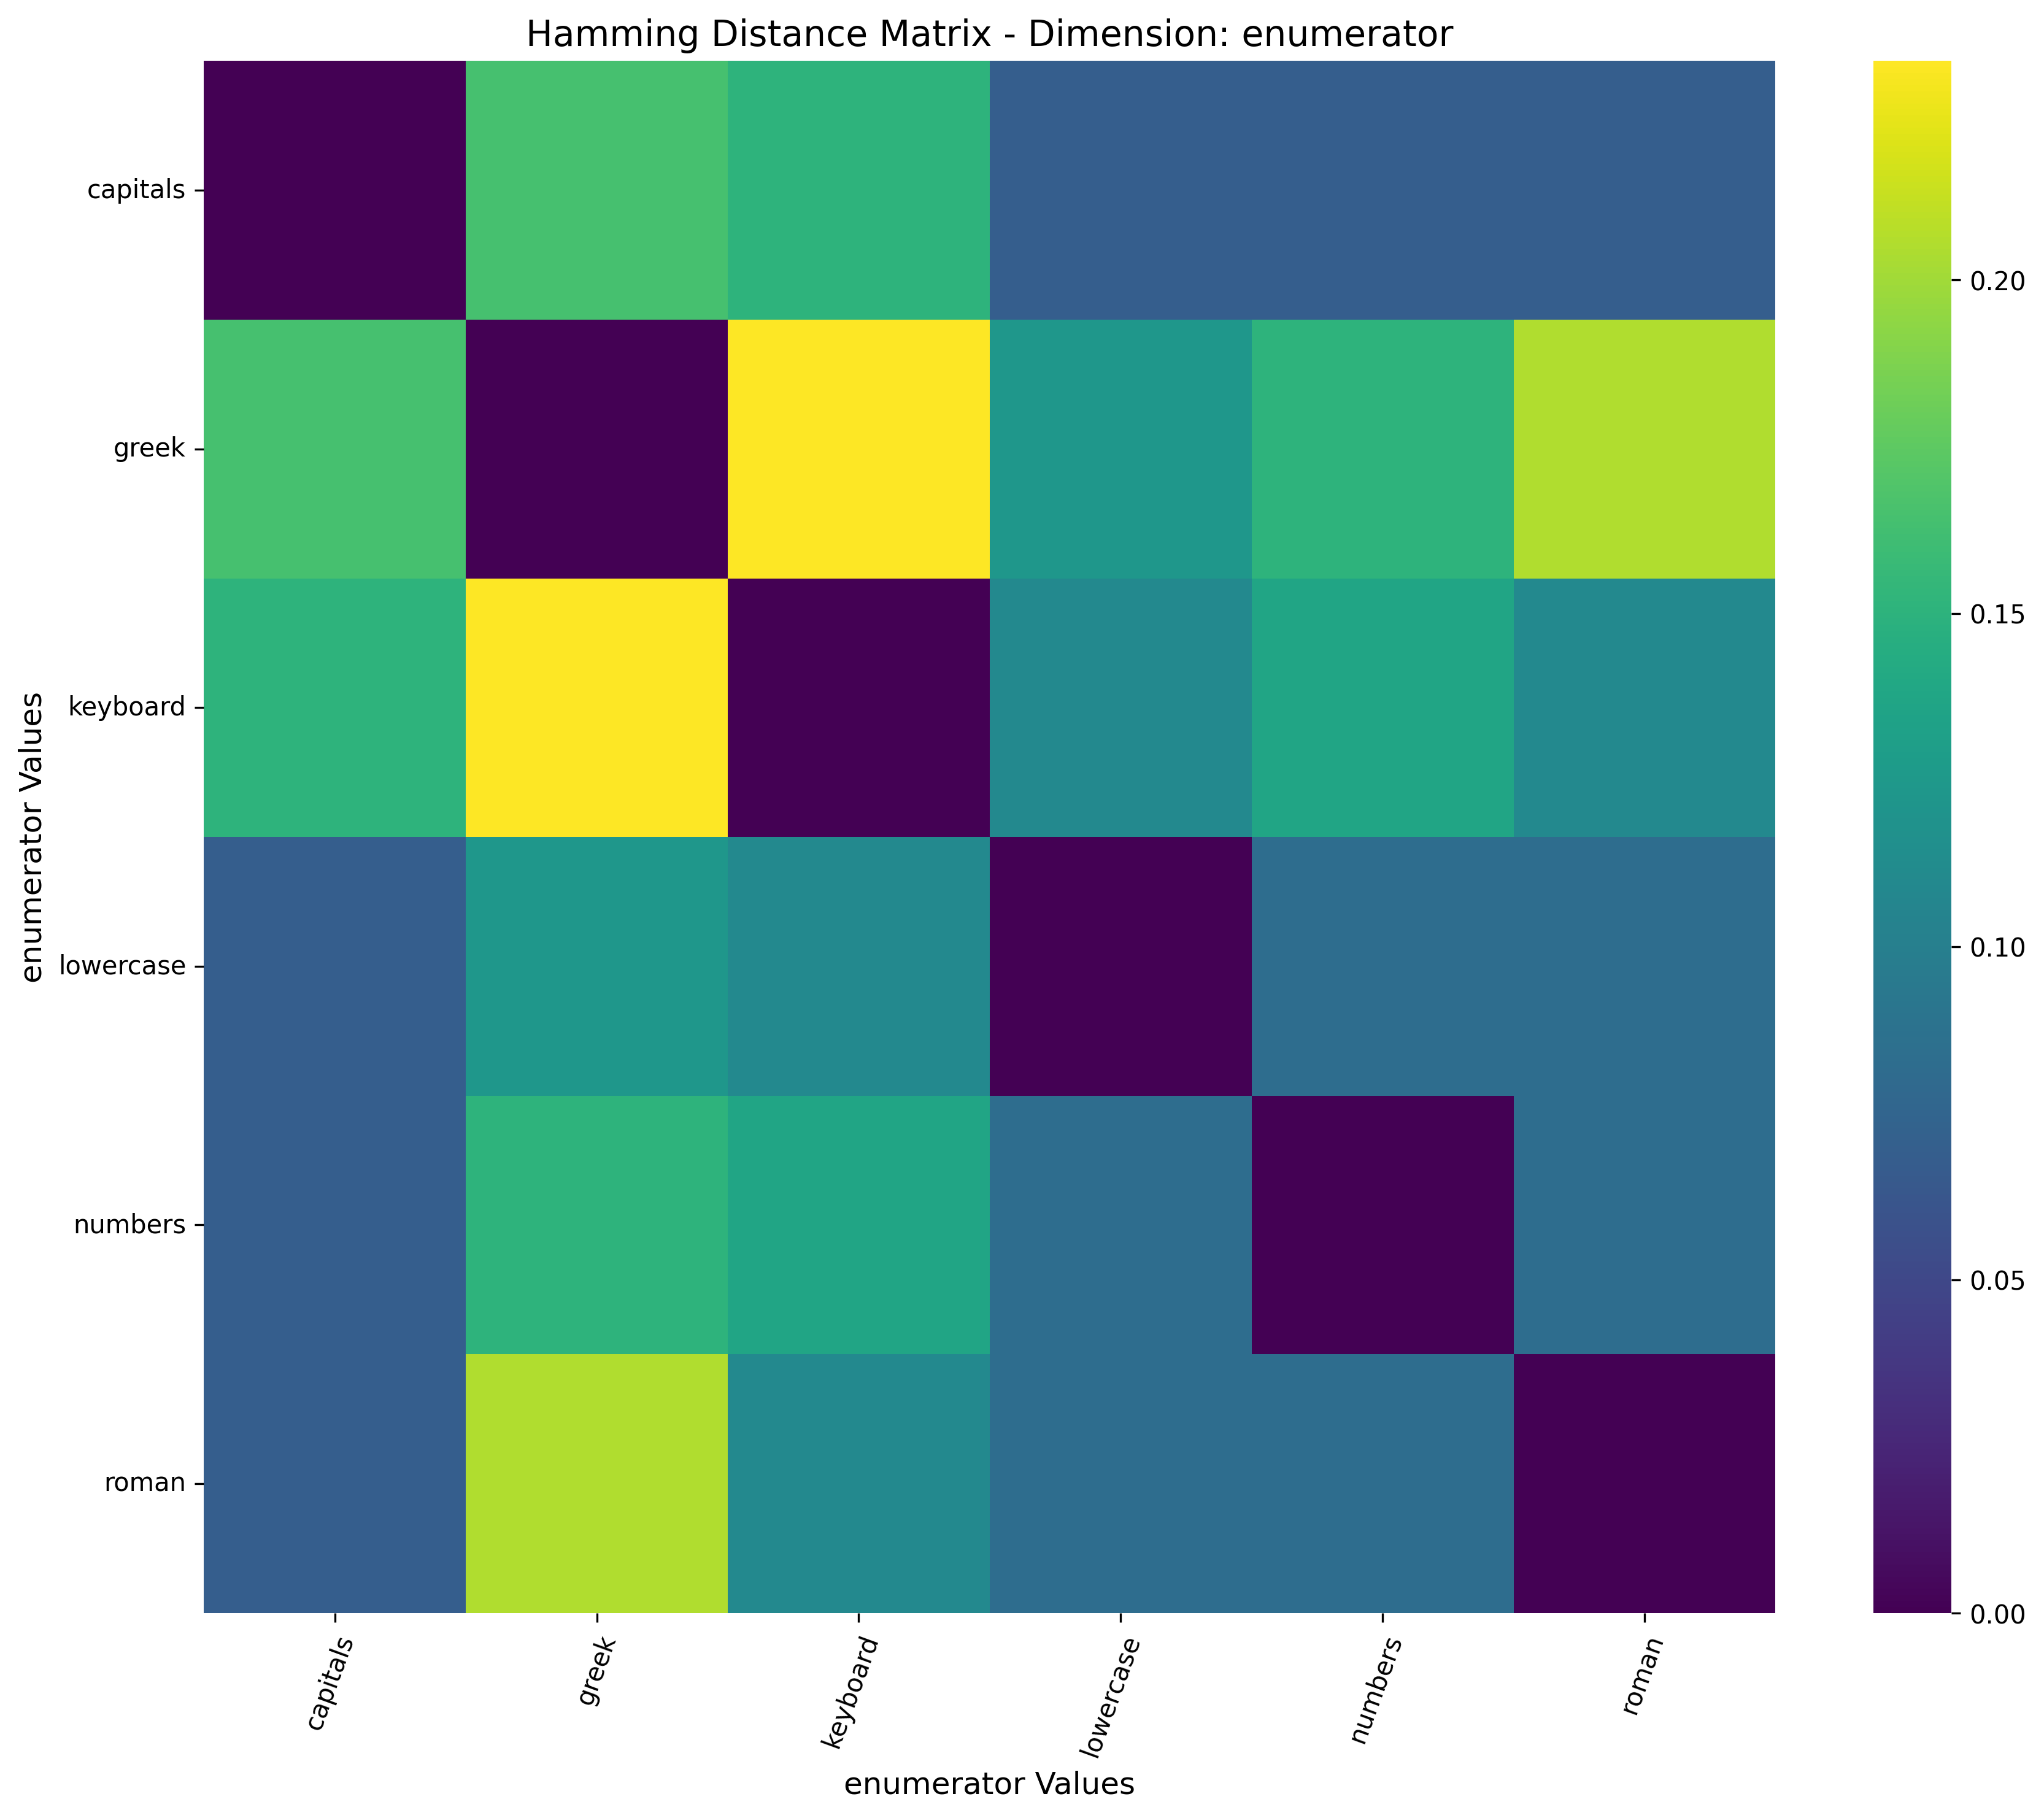 Hamming Distance Matrix - Dimension: enumerator
enumerator Values
capitals
greek
keyboard
lowercase
numbers
roman
capitals
greek
keyboard
lowercase
numbers
roman
enumerator Values
0.20
0.15
0.10
0.05
0.00